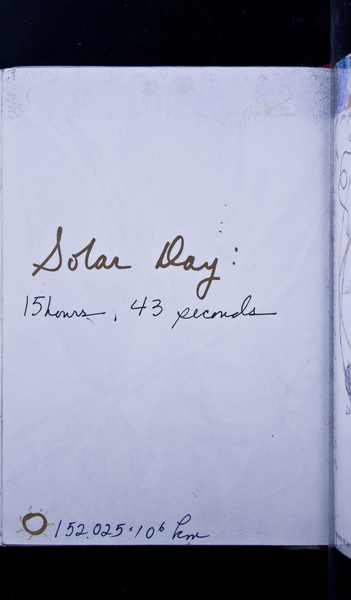 Solar Day:
15 hours, 43 seconds
152.025·10⁶ km